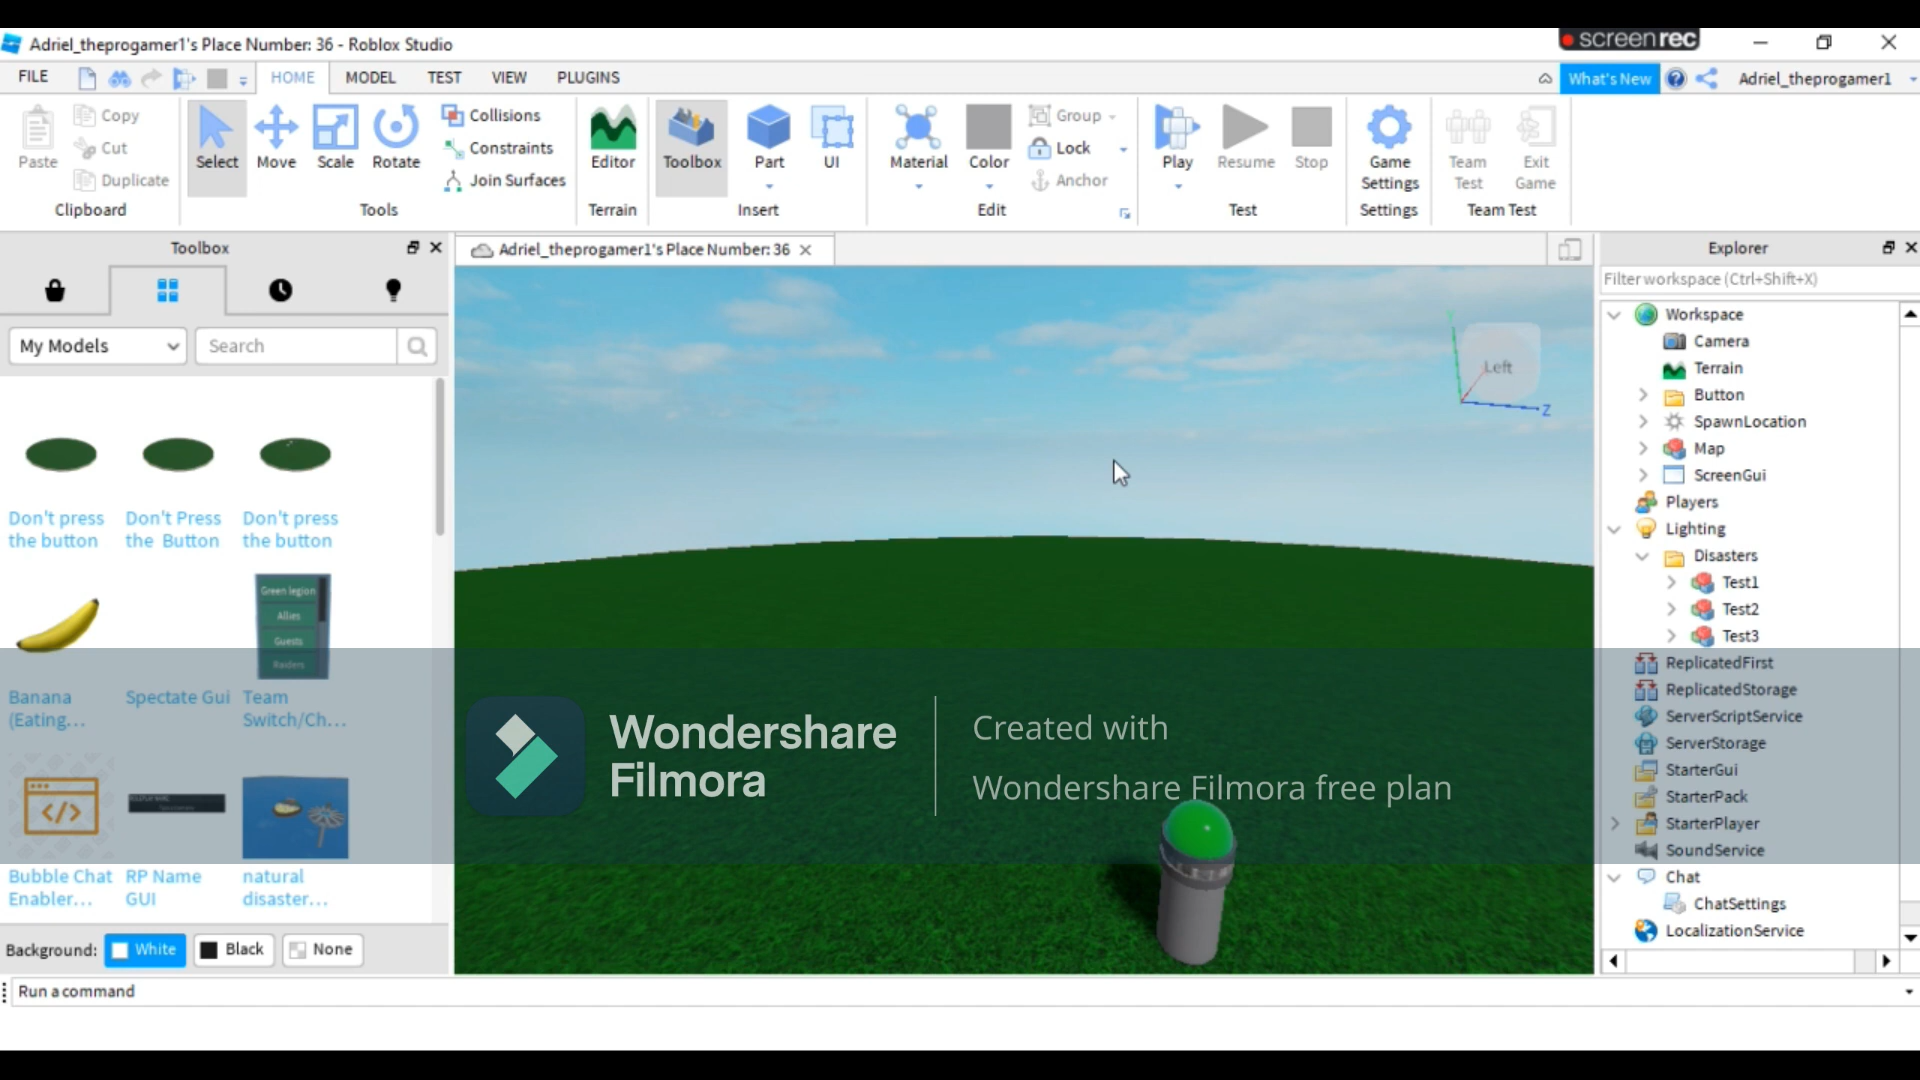 Adriel_theprogamer1's Place Number: 36 - Roblox Studio
screenrec
FILE
HOME
MODEL
TEST
VIEW
PLUGINS
What's New
Adriel_theprogamer1
Paste
Copy
Cut
Duplicate
Clipboard
Select
Move
Scale
Rotate
Collisions
Constraints
Join Surfaces
Tools
Editor
Terrain
Toolbox
Part
UI
Insert
Material
Color
Group
Lock
Anchor
Edit
Play
Resume
Stop
Test
Game
Settings
Settings
Team
Test
Exit
Game
Team Test
Toolbox
My Models
Search
Don't press
the button
Don't Press
the Button
Don't press
the button
Green legion
Allies
Guests
Raiders
Banana
(Eating...
Spectate Gui
Team
Switch/Ch...
Bubble Chat
Enabler...
RP Name
GUI
natural
disaster...
Background:
White
Black
None
Run a command
Adriel_theprogamer1's Place Number: 36
Left
Z
Wondershare
Filmora
Created with
Wondershare Filmora free plan
Explorer
Filter workspace (Ctrl+Shift+X)
Workspace
Camera
Terrain
Button
SpawnLocation
Map
ScreenGui
Players
Lighting
Disasters
Test1
Test2
Test3
ReplicatedFirst
ReplicatedStorage
ServerScriptService
ServerStorage
StarterGui
StarterPack
StarterPlayer
SoundService
Chat
ChatSettings
LocalizationService